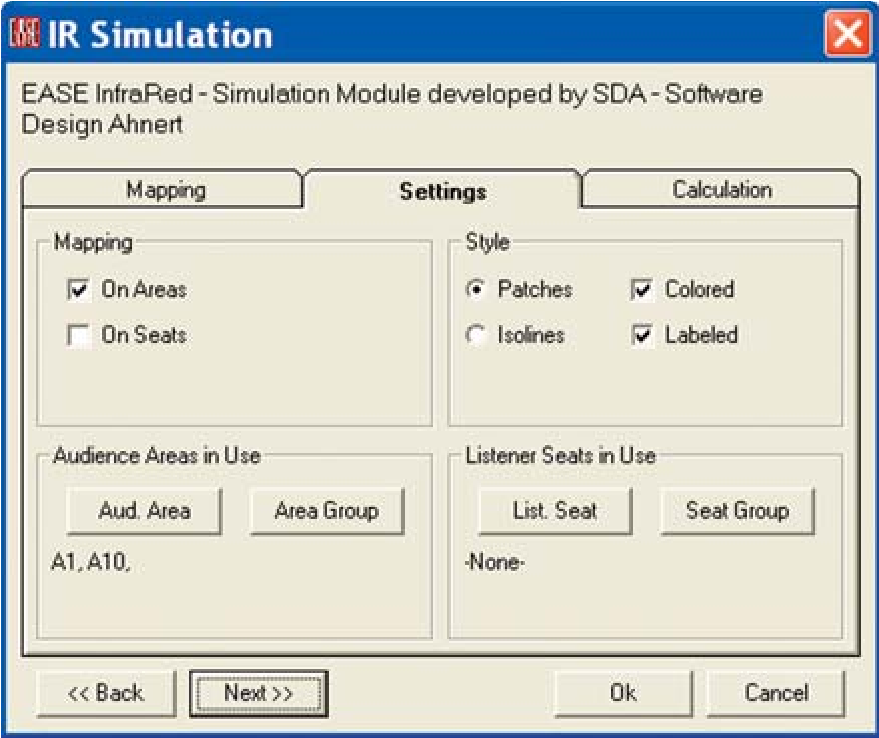 EASE IR Simulation
EASE InfraRed - Simulation Module developed by SDA - Software
Design Ahnert
Mapping Settings Calculation
Mapping
On Areas
On Seats
Style
Patches Colored
Isolines Labeled
Audience Areas in Use
Aud. Area Area Group
A1, A10,
Listener Seats in Use
List. Seat Seat Group
-None-
<< Back Next >> Ok Cancel